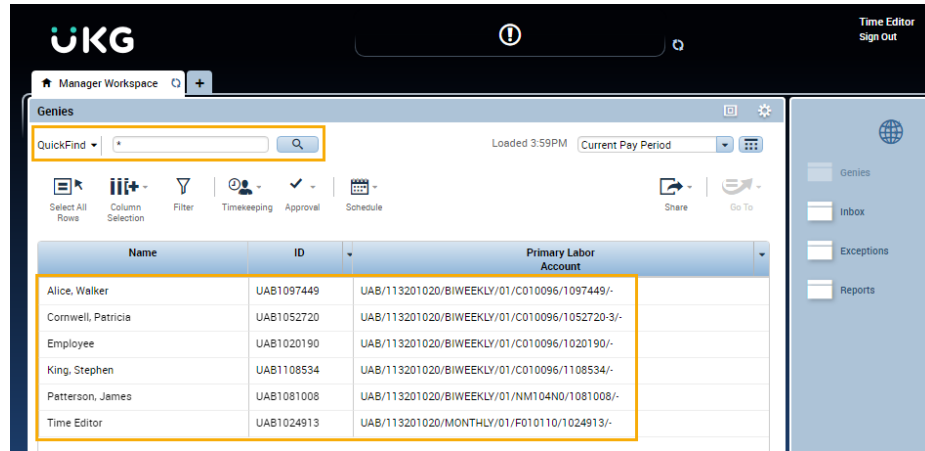 UKG
Time Editor
Sign Out
Manager Workspace
+
Genies
QuickFind
*
Loaded 3:59PM
Current Pay Period
Select All
Rows
Column
Selection
Filter
Timekeeping
Approval
Schedule
Share
Go To
Name ID Primary Labor
Account
Alice, Walker UAB1097449 UAB/113201020/BIWEEKLY/01/C010096/1097449/-
Cornwell, Patricia UAB1052720 UAB/113201020/BIWEEKLY/01/C010096/1052720-3/-
Employee UAB1020190 UAB/113201020/BIWEEKLY/01/C010096/1020190/-
King, Stephen UAB1108534 UAB/113201020/BIWEEKLY/01/C010096/1108534/-
Patterson, James UAB1081008 UAB/113201020/BIWEEKLY/01/NM104N0/1081008/-
Time Editor UAB1024913 UAB/113201020/MONTHLY/01/F010110/1024913/-
Genies
Inbox
Exceptions
Reports